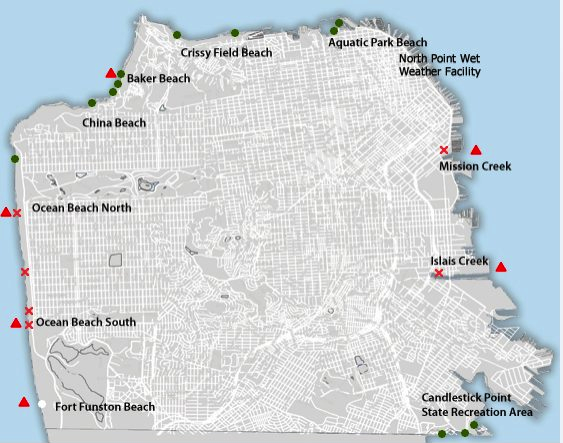 Crissy Field Beach
Aquatic Park Beach
North Point Wet
Weather Facility
Baker Beach
China Beach
Mission Creek
Ocean Beach North
Islais Creek
Ocean Beach South
Candlestick Point
State Recreation Area
Fort Funston Beach